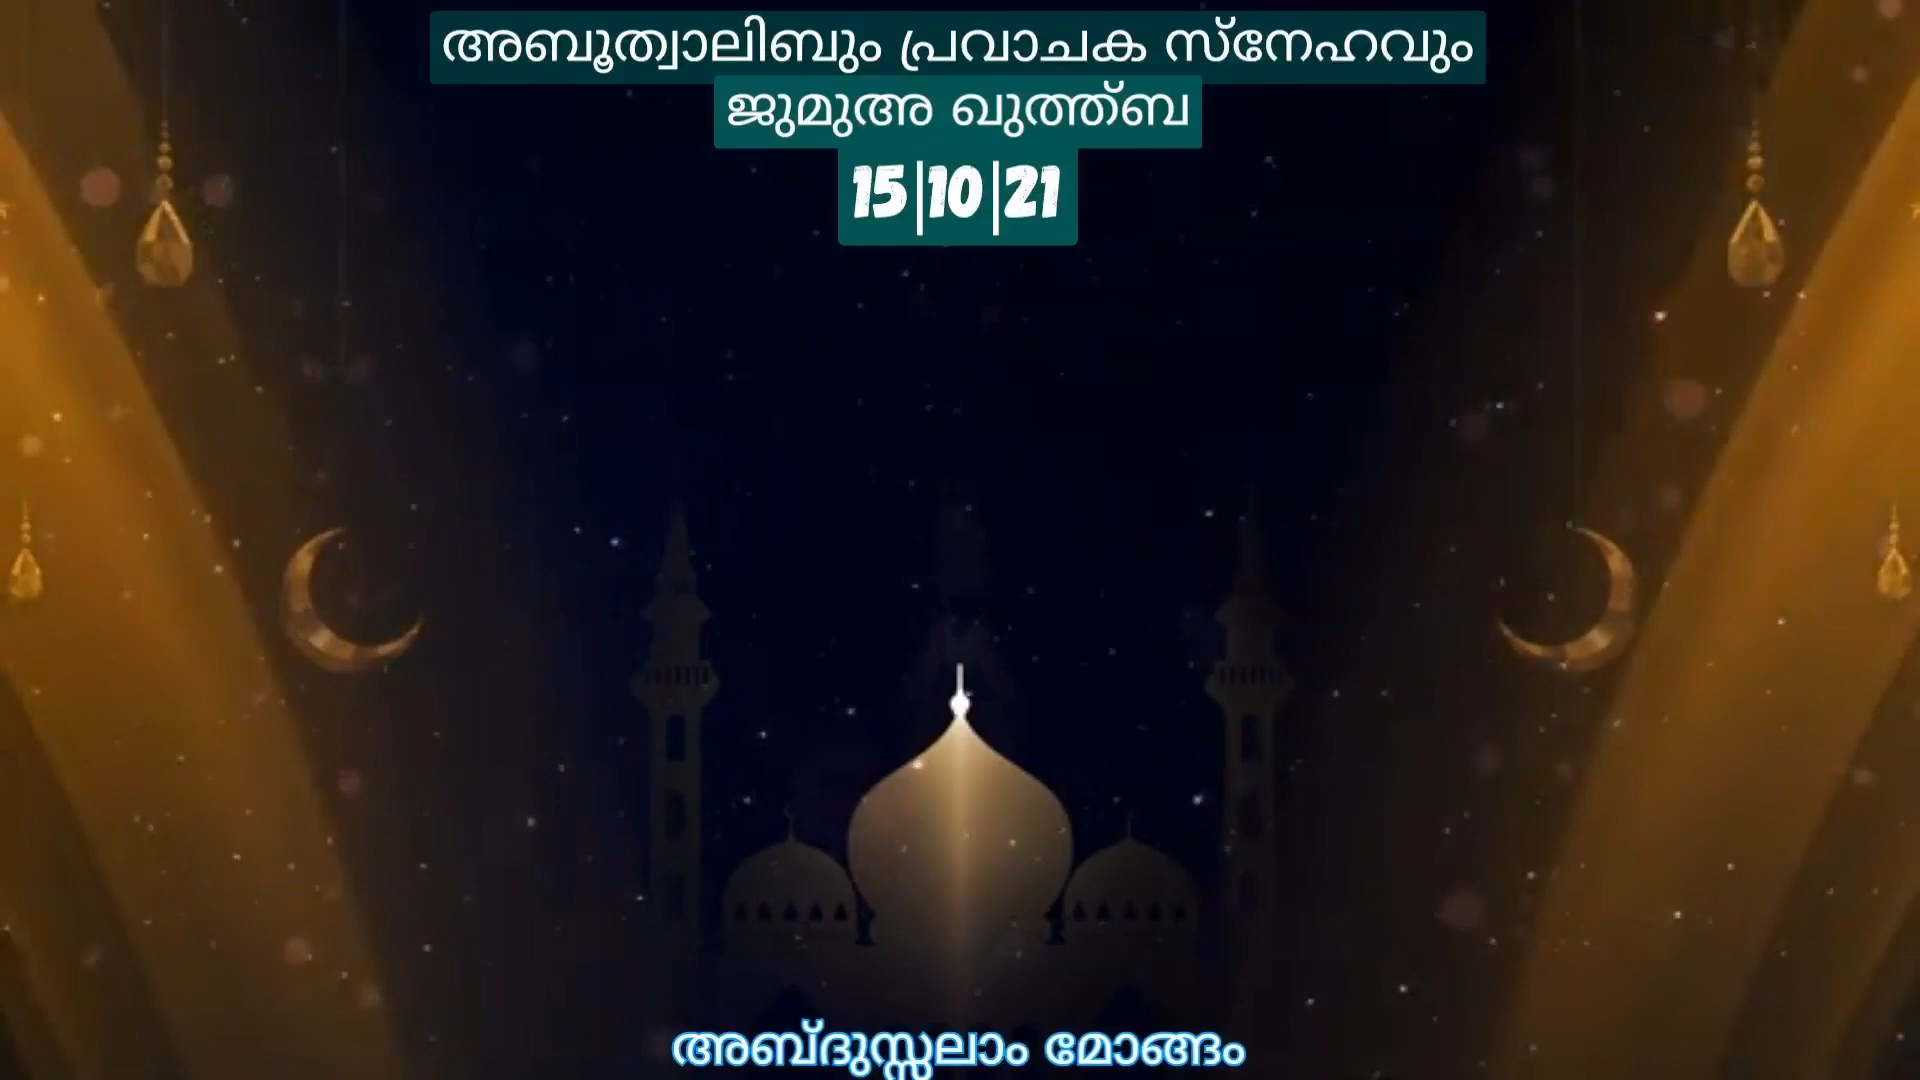 അബൂത്വാലിബും പ്രവാചക സ്നേഹവും
ജുമുഅ ഖുത്ത്ബ
15|10|21
അബ്ദുസ്സലാം മോങ്ങം